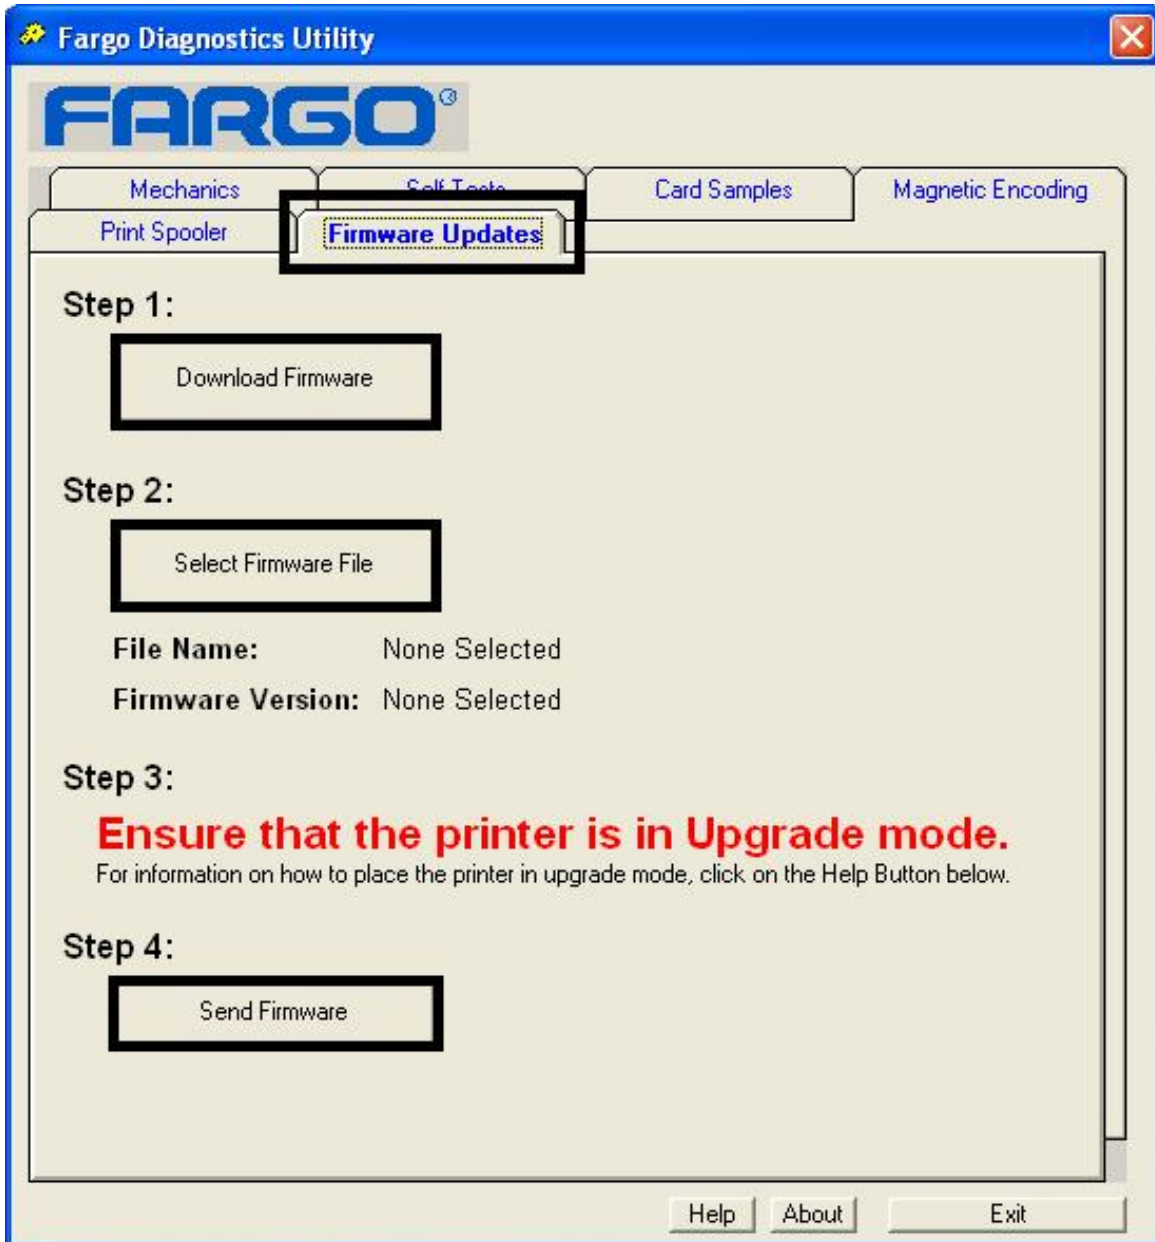 Fargo Diagnostics Utility
FARGO®
Mechanics Self Tests Card Samples Magnetic Encoding
Print Spooler Firmware Updates
Step 1:
Download Firmware
Step 2:
Select Firmware File
File Name: None Selected
Firmware Version: None Selected
Step 3:
Ensure that the printer is in Upgrade mode.
For information on how to place the printer in upgrade mode, click on the Help Button below.
Step 4:
Send Firmware
Help About Exit